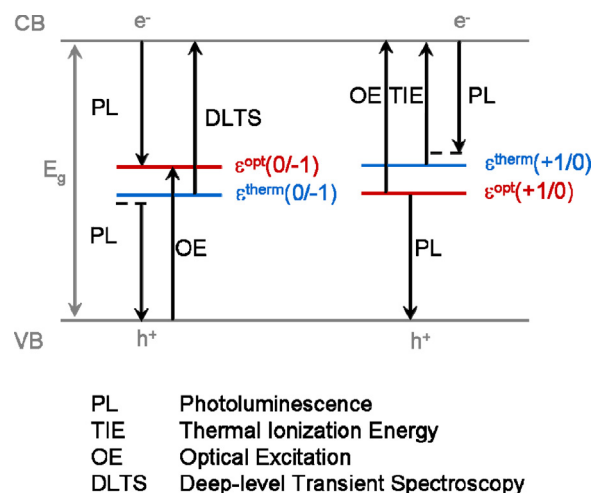 CB e⁻ e⁻
PL DLTS OE TIE PL
E_g
ε^opt(0/-1) ε^therm(+1/0)
ε^therm(0/-1) ε^opt(+1/0)
PL OE PL
VB h⁺ h⁺
PL Photoluminescence
TIE Thermal Ionization Energy
OE Optical Excitation
DLTS Deep-level Transient Spectroscopy